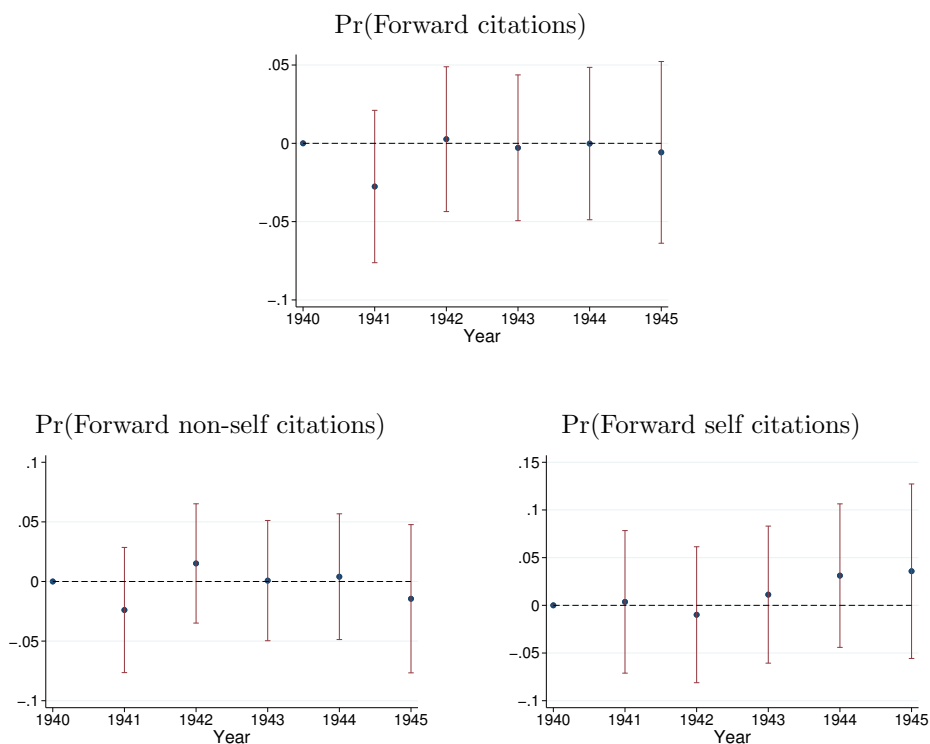 Pr(Forward citations)
.05
0
−.05
−.1
1940 1941 1942 1943 1944 1945
Year
Pr(Forward non-self citations)
.1
.05
0
−.05
−.1
1940 1941 1942 1943 1944 1945
Year
Pr(Forward self citations)
.15
.1
.05
0
−.05
−.1
1940 1941 1942 1943 1944 1945
Year